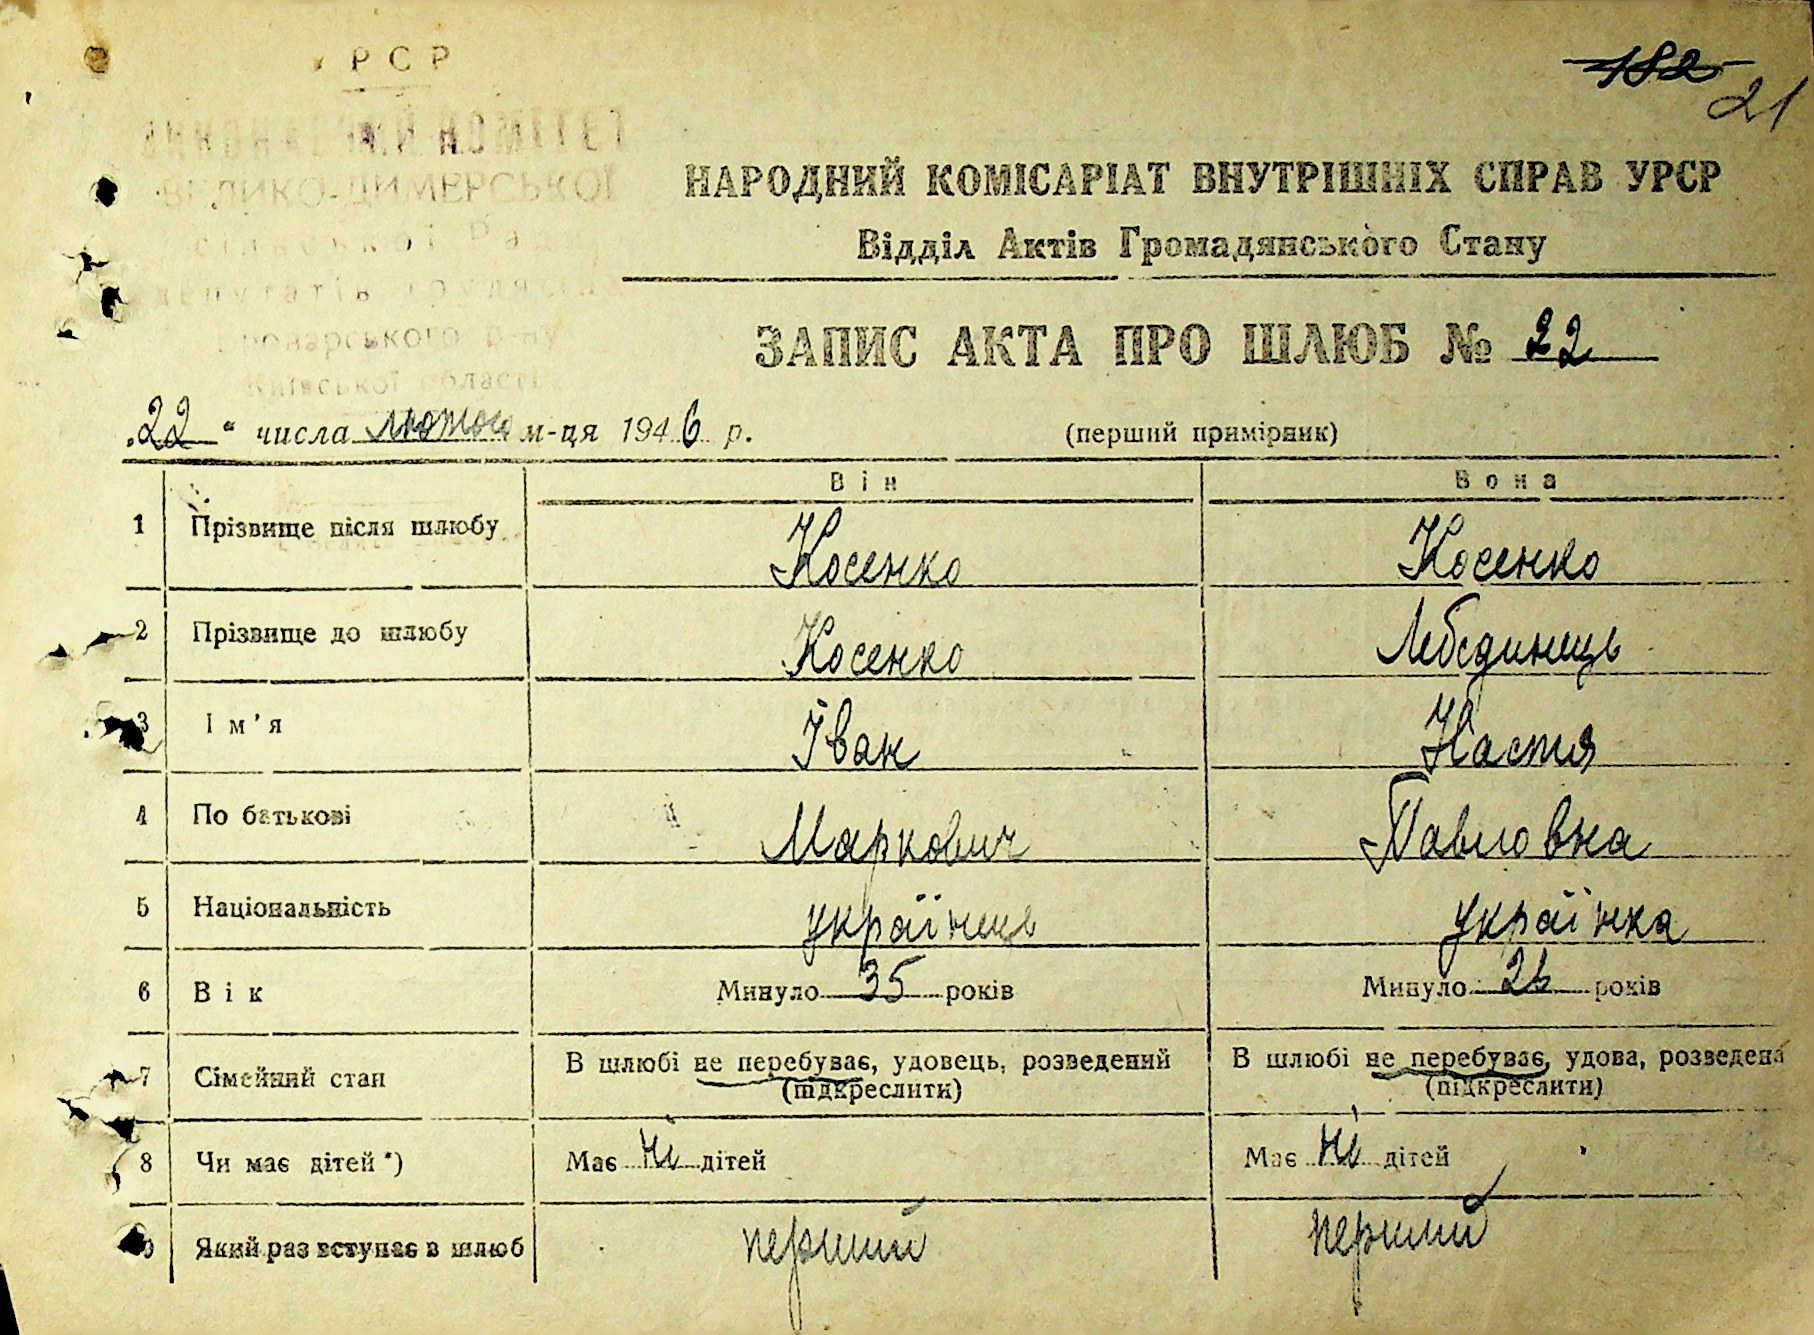 РСР
182
21
ВЕЛИКО-ДИМЕРСЬКОЇ
НАРОДНИЙ КОМІСАРІАТ ВНУТРІШНІХ СПРАВ УРСР
Відділ Актів Громадянського Стану
Київської області
ЗАПИС АКТА ПРО ШЛЮБ № 22
„22" числа лютого м-ця 1946 р. (перший примірник)
Він Вона
1 Прізвище після шлюбу Косенко Косенко
2 Прізвище до шлюбу Косенко Лебединець
3 Ім'я Іван Настя
4 По батькові Маркович Павловна
5 Національність українець українка
6 Вік Минуло 35 років Минуло 26 років
7 Сімейний стан В шлюбі не перебуває, удовець, розведений В шлюбі не перебуває, удова, розведена
(підкреслити) (підкреслити)
8 Чи має дітей*) Має ні дітей Має ні дітей
9 Який раз вступає в шлюб перший перший